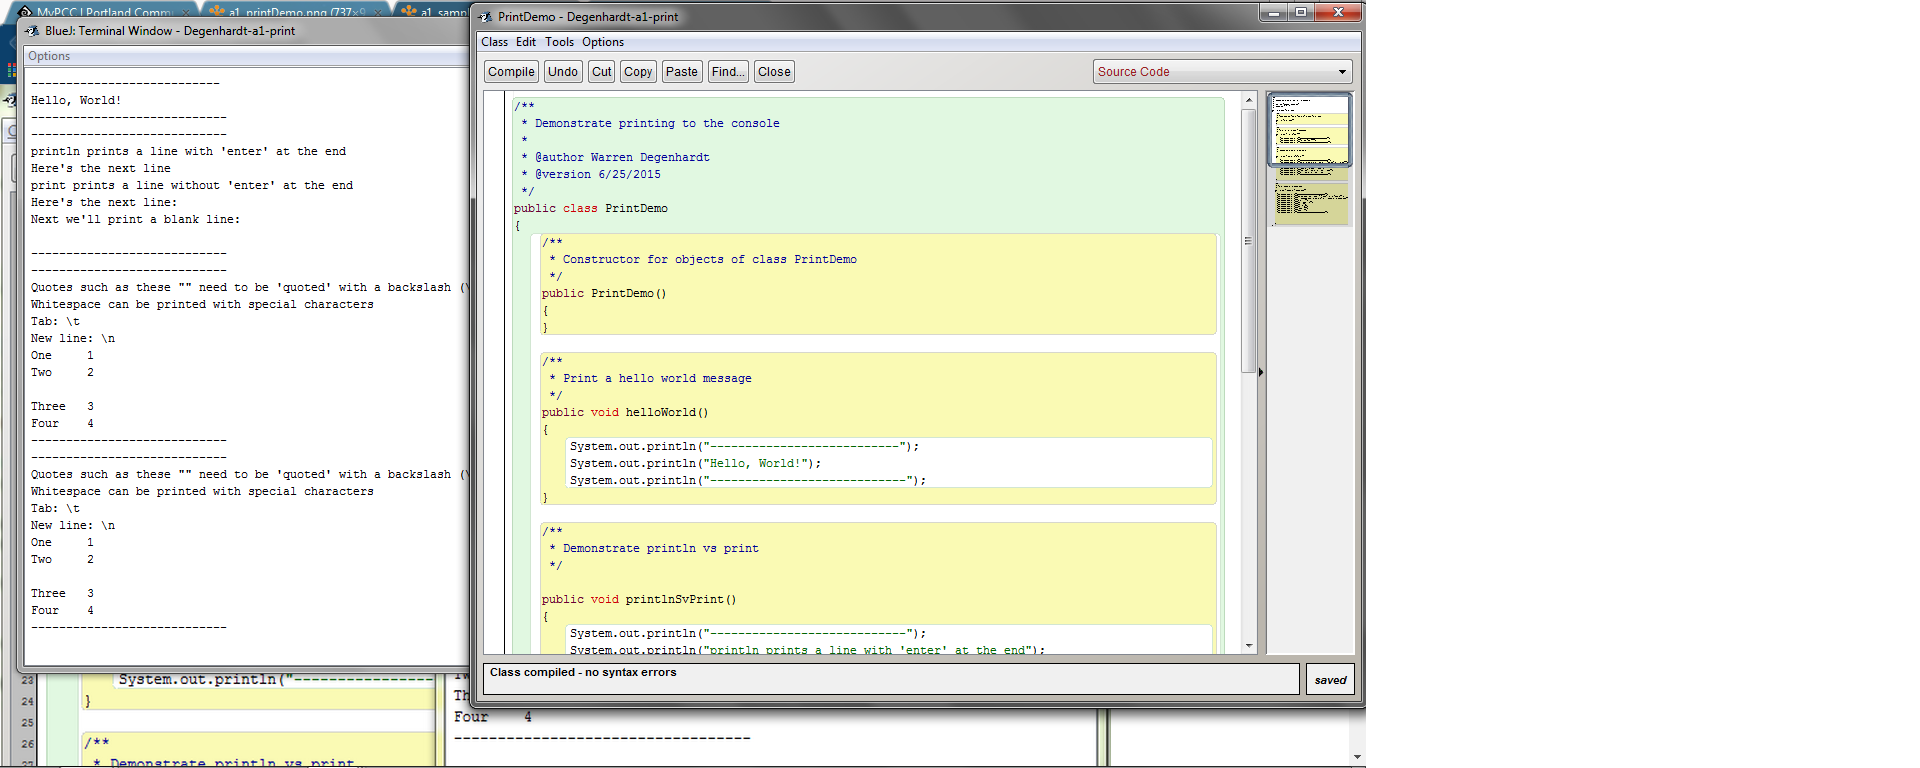 MyPCC | Portland Comm
a1_printDemo.png (737×9
a1_samp
BlueJ: Terminal Window - Degenhardt-a1-print
Options
---------------------------
Hello, World!
----------------------------
----------------------------
println prints a line with 'enter' at the end
Here's the next line
print prints a line without 'enter' at the end
Here's the next line:
Next we'll print a blank line:
----------------------------
----------------------------
Quotes such as these "" need to be 'quoted' with a backslash (\
Whitespace can be printed with special characters
Tab: \t
New line: \n
One 1
Two 2
Three 3
Four 4
----------------------------
----------------------------
Quotes such as these "" need to be 'quoted' with a backslash (\
Whitespace can be printed with special characters
Tab: \t
New line: \n
One 1
Two 2
Three 3
Four 4
----------------------------
PrintDemo - Degenhardt-a1-print
Class Edit Tools Options
Compile Undo Cut Copy Paste Find... Close Source Code
/**
* Demonstrate printing to the console
*
* @author Warren Degenhardt
* @version 6/25/2015
*/
public class PrintDemo
{
/**
* Constructor for objects of class PrintDemo
*/
public PrintDemo()
{
}
/**
* Print a hello world message
*/
public void helloWorld()
{
System.out.println("---------------------------");
System.out.println("Hello, World!");
System.out.println("----------------------------");
}
/**
* Demonstrate println vs print
*/
public void printlnSvPrint()
{
System.out.println("----------------------------");
System.out.println("println prints a line with 'enter' at the end");
Class compiled - no syntax errors
saved
23 System.out.println("----------------
24 }
25
26 /**
27 * Demonstrate println vs print
Th
Four 4
----------------------------------